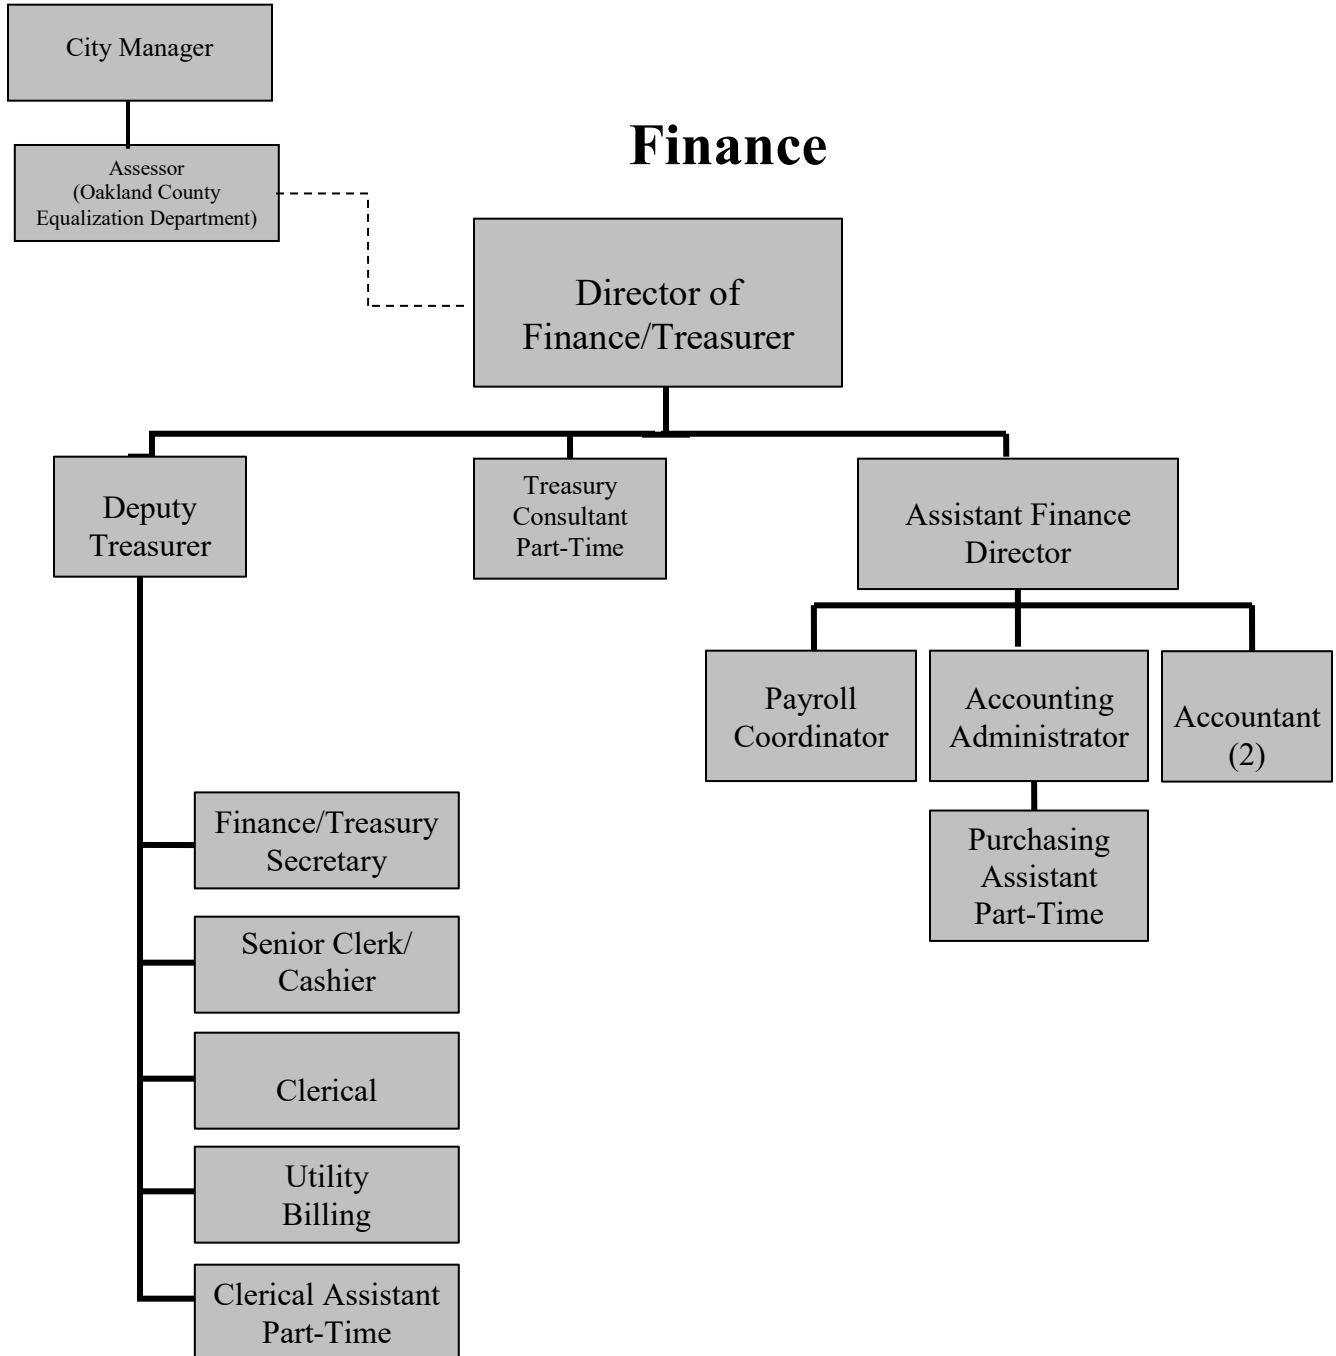 City Manager
Assessor
(Oakland County
Equalization Department)
Finance
Director of
Finance/Treasurer
Deputy
Treasurer
Treasury
Consultant
Part-Time
Assistant Finance
Director
Payroll
Coordinator
Accounting
Administrator
Accountant
(2)
Purchasing
Assistant
Part-Time
Finance/Treasury
Secretary
Senior Clerk/
Cashier
Clerical
Utility
Billing
Clerical Assistant
Part-Time